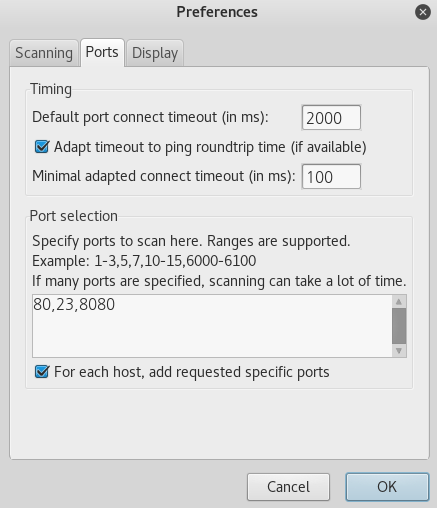 Preferences
Scanning Ports Display
Timing
Default port connect timeout (in ms): 2000
Adapt timeout to ping roundtrip time (if available)
Minimal adapted connect timeout (in ms): 100
Port selection
Specify ports to scan here. Ranges are supported.
Example: 1-3,5,7,10-15,6000-6100
If many ports are specified, scanning can take a lot of time.
80,23,8080
For each host, add requested specific ports
Cancel OK